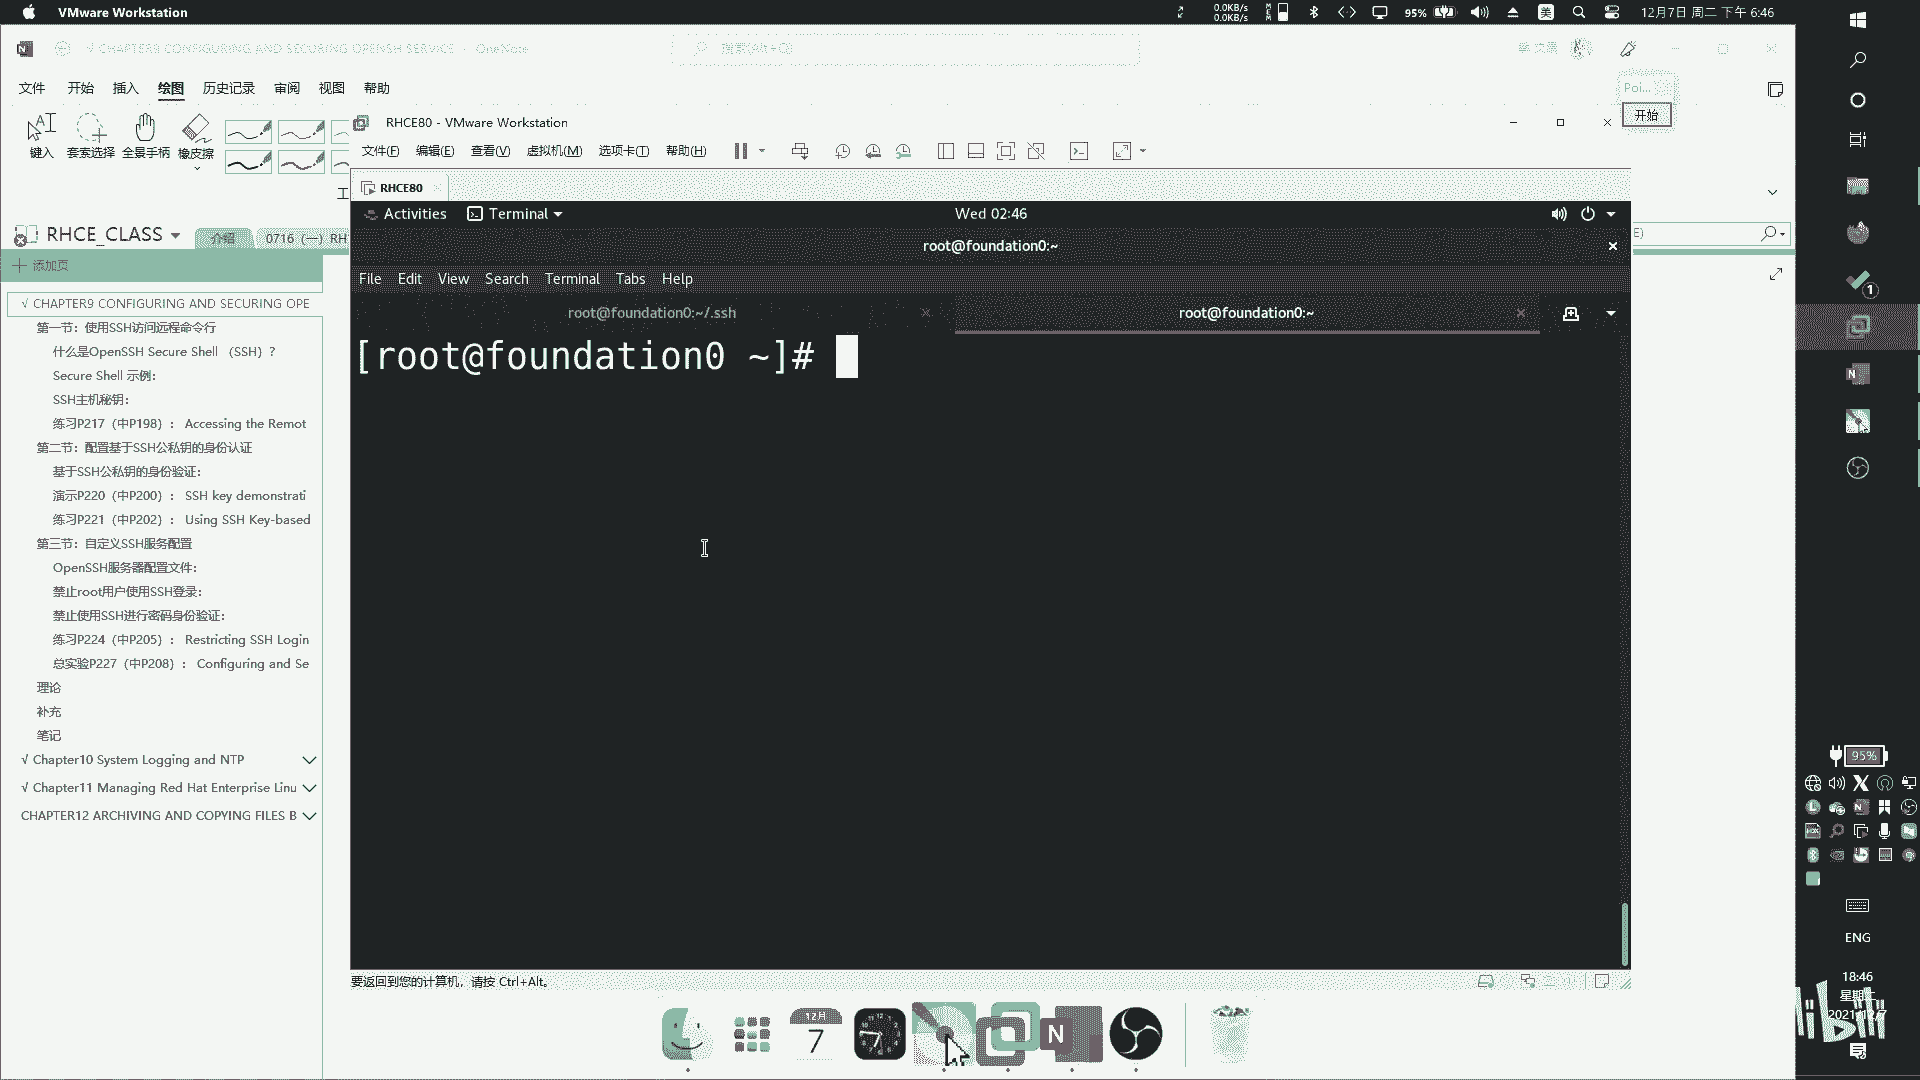 VMware Workstation
0.0KB/s
0.0KB/s
95%
美
12月7日 周二 下午 6:46
√ CHAPTER9 CONFIGURING AND SECURING OPENSH SERVICE - OneNote
搜索(Alt+Q)
文件 开始 插入 绘图 历史记录 审阅 视图 帮助
Poi...
开始
键入 套索选择 全景手柄 橡皮擦
RHCE80 - VMware Workstation
文件(F) 编辑(E) 查看(V) 虚拟机(M) 选项卡(T) 帮助(H)
工
RHCE80
Activities Terminal Wed 02:46
root@foundation0:~
File Edit View Search Terminal Tabs Help
root@foundation0:~/.ssh root@foundation0:~
[root@foundation0 ~]#
要返回到您的计算机，请按 Ctrl+Alt。
RHCE_CLASS 介绍 0716（一）RH
E)
添加页
√ CHAPTER9 CONFIGURING AND SECURING OPE
第一节：使用SSH访问远程命令行
什么是OpenSSH Secure Shell （SSH）?
Secure Shell 示例：
SSH主机秘钥：
练习P217（中P198）： Accessing the Remot
第二节：配置基于SSH公私钥的身份认证
基于SSH公私钥的身份验证：
演示P220（中P200）： SSH key demonstrati
练习P221（中P202）： Using SSH Key-based
第三节：自定义SSH服务配置
OpenSSH服务器配置文件：
禁止root用户使用SSH登录：
禁止使用SSH进行密码身份验证：
练习P224（中P205）： Restricting SSH Login
总实验P227（中P208）： Configuring and Se
理论
补充
笔记
√ Chapter10 System Logging and NTP
√ Chapter11 Managing Red Hat Enterprise Linu
CHAPTER12 ARCHIVING AND COPYING FILES B
12月
7
N
1
N
95%
ENG
18:46
2021/12/7